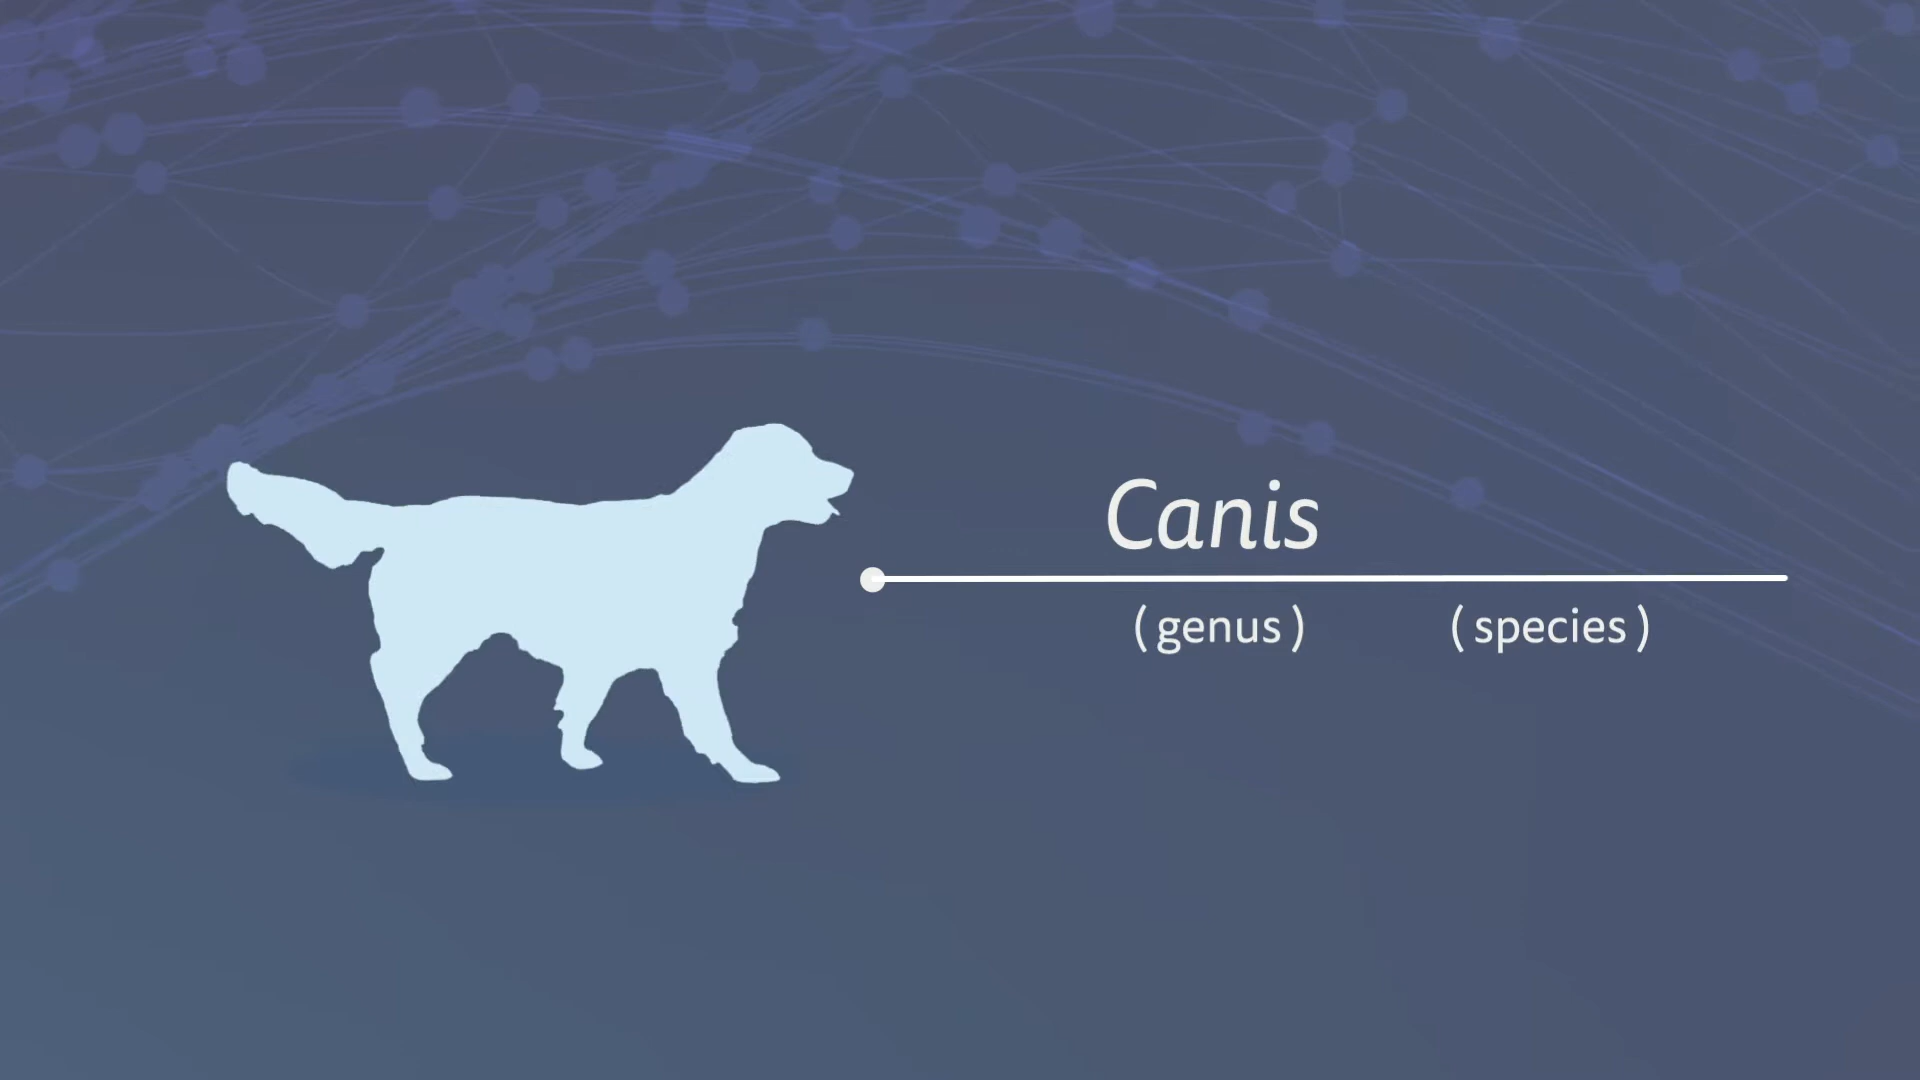 Canis
( genus ) ( species )